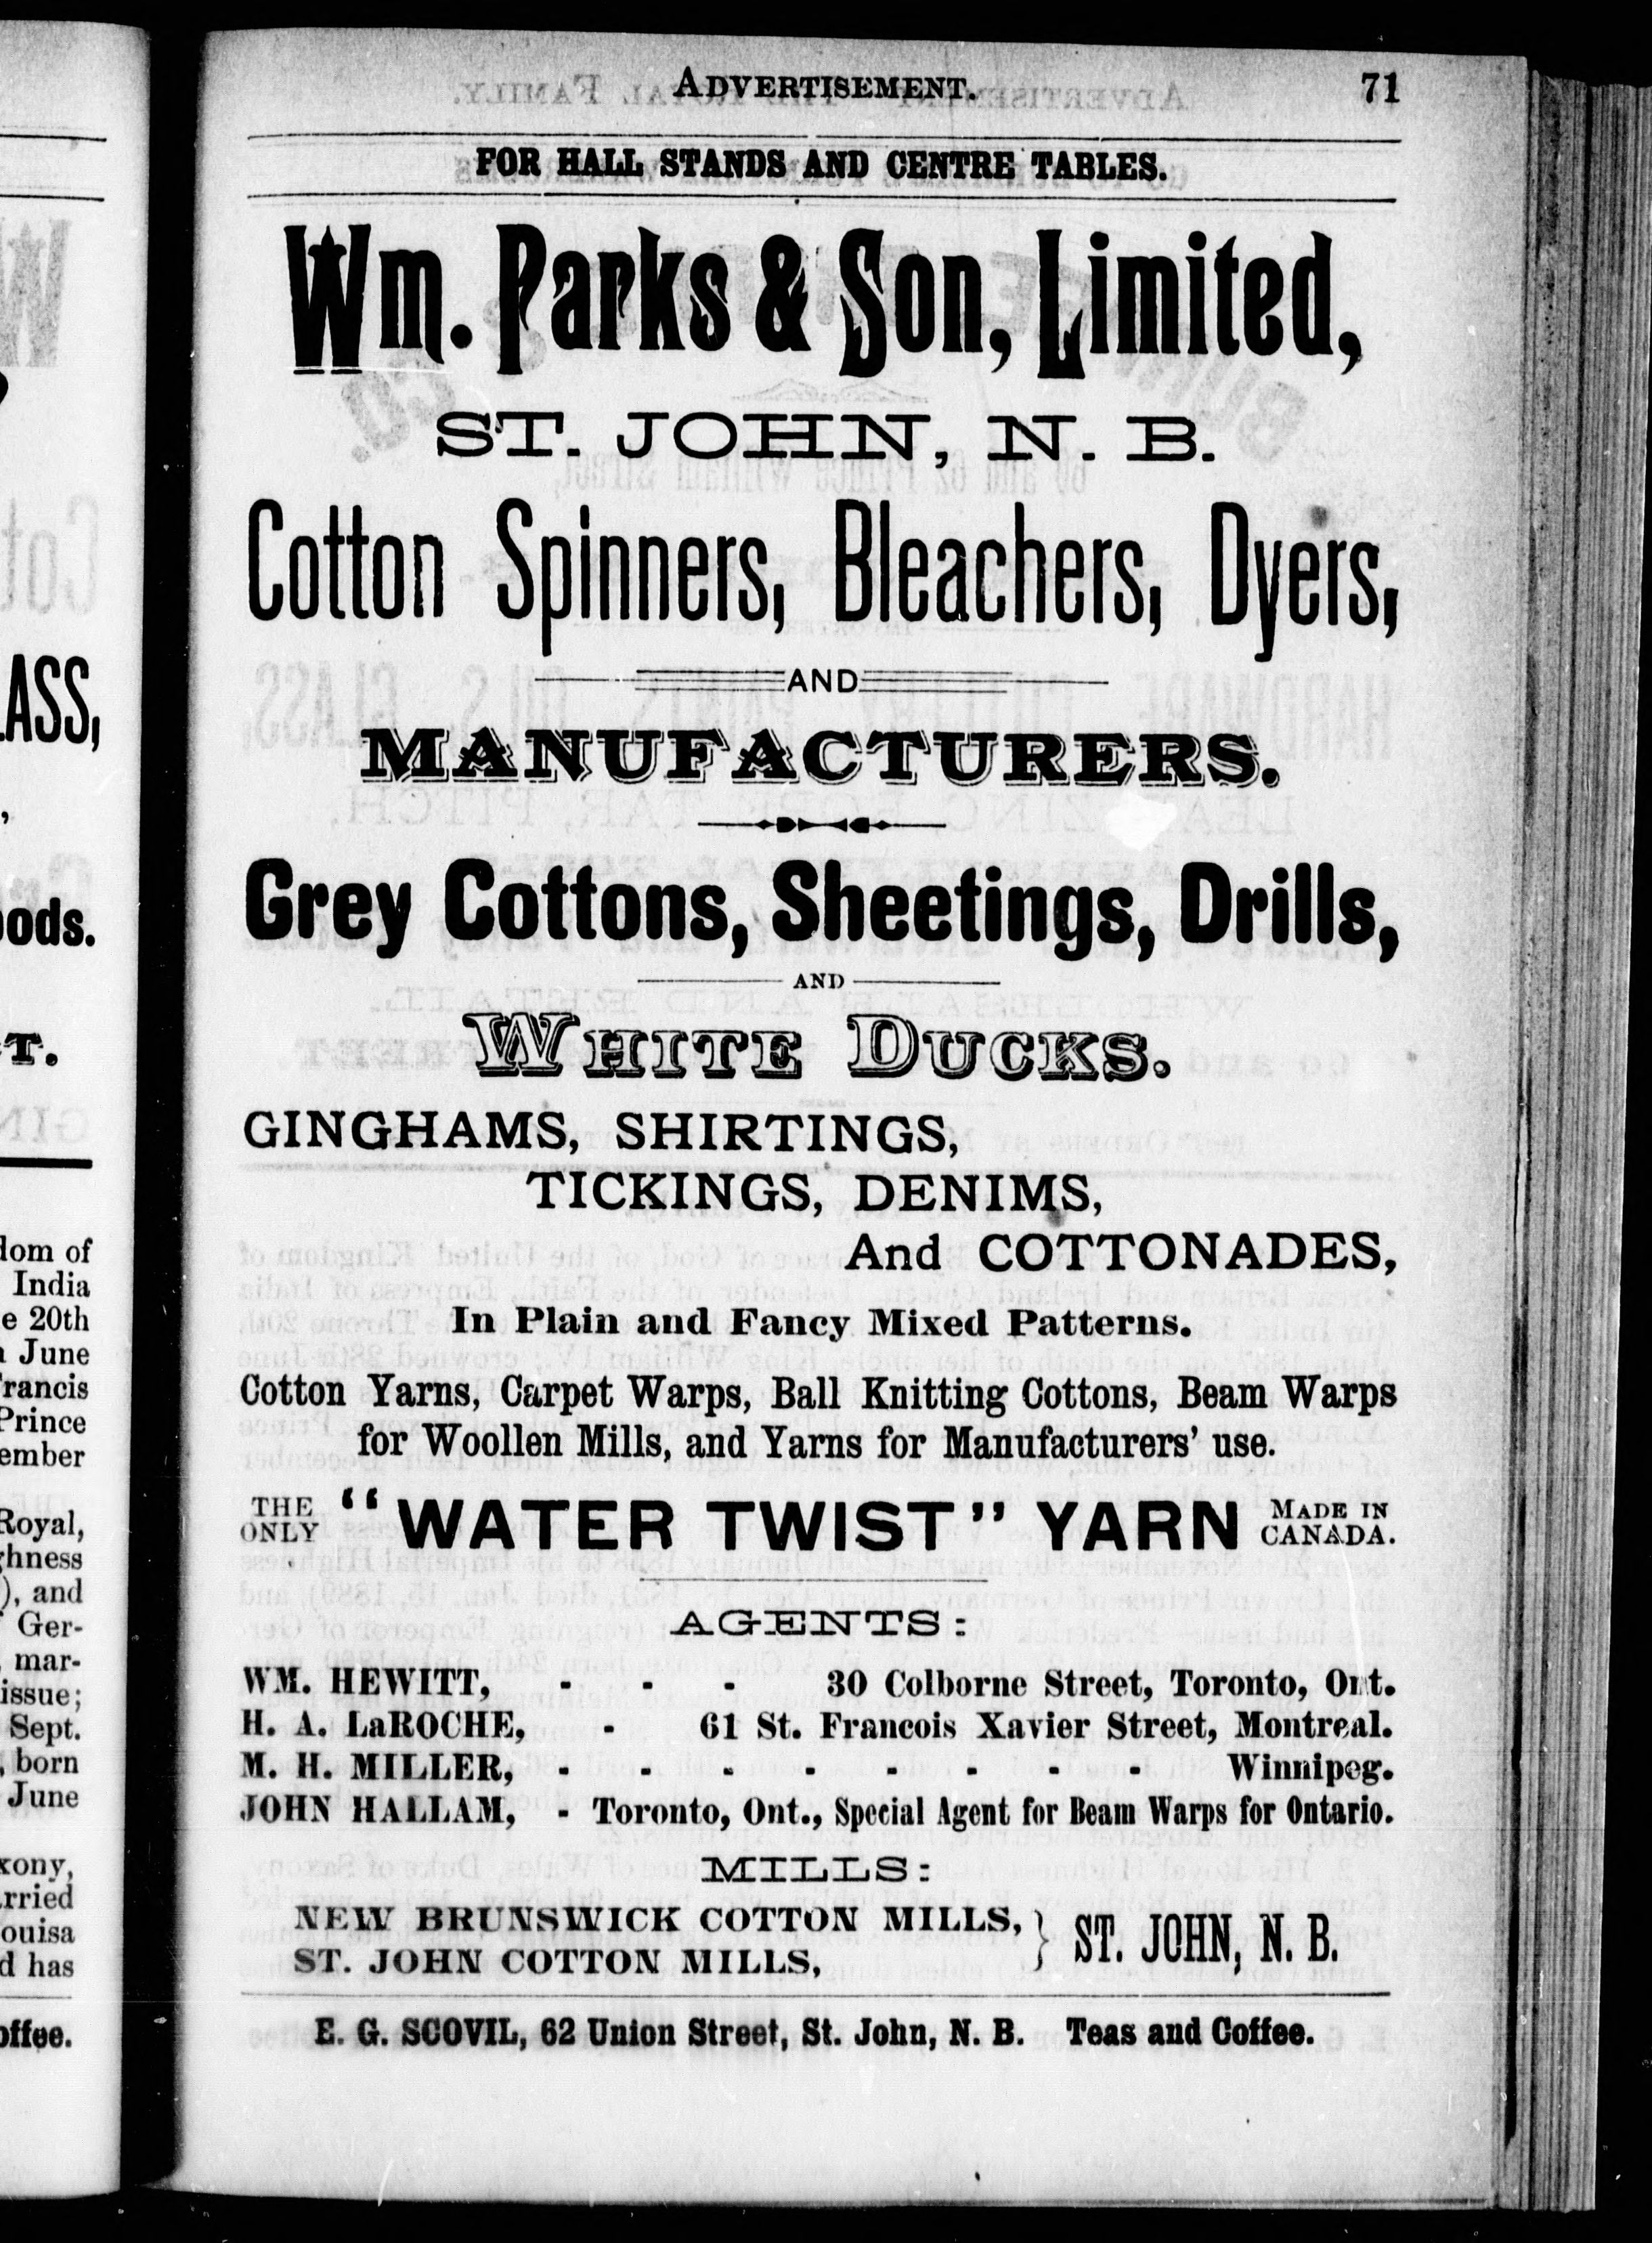 ADVERTISEMENT. 71
FOR HALL STANDS AND CENTRE TABLES.
Wm. Parks & Son, Limited,
ST. JOHN, N. B.
Cotton Spinners, Bleachers, Dyers,
AND
MANUFACTURERS.
Grey Cottons, Sheetings, Drills,
AND
WHITE DUCKS.
GINGHAMS, SHIRTINGS,
TICKINGS, DENIMS,
And COTTONADES,
In Plain and Fancy Mixed Patterns.
Cotton Yarns, Carpet Warps, Ball Knitting Cottons, Beam Warps
for Woollen Mills, and Yarns for Manufacturers' use.
THE ONLY "WATER TWIST" YARN MADE IN CANADA.
AGENTS:
WM. HEWITT, - - - 30 Colborne Street, Toronto, Ont.
H. A. LaROCHE, - 61 St. Francois Xavier Street, Montreal.
M. H. MILLER, - - - - - - - - Winnipeg.
JOHN HALLAM, - Toronto, Ont., Special Agent for Beam Warps for Ontario.
MILLS:
NEW BRUNSWICK COTTON MILLS, } ST. JOHN, N. B.
ST. JOHN COTTON MILLS,
E. G. SCOVIL, 62 Union Street, St. John, N. B. Teas and Coffee.